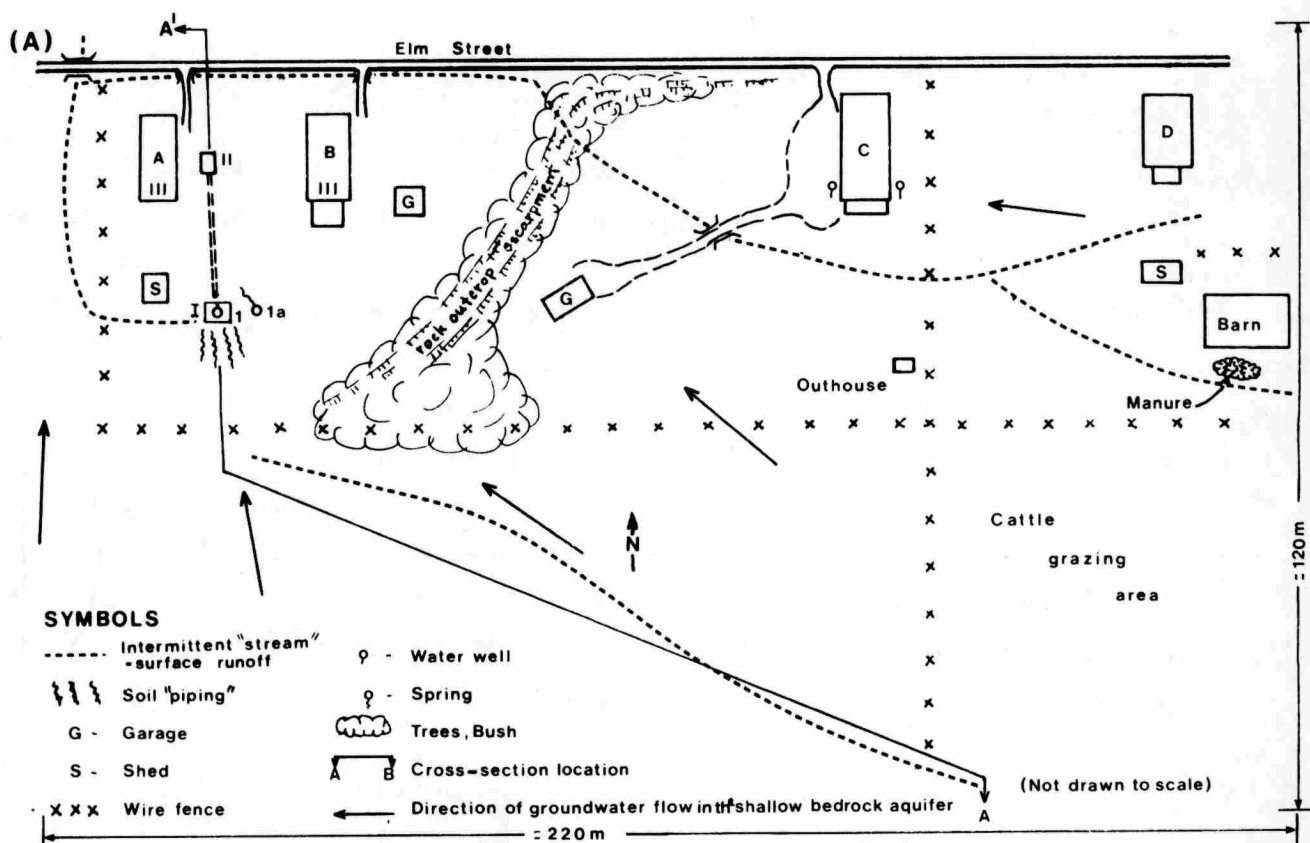 (A)
A'
Elm Street
A
II
B
C
D
G
rock outcrop escarpment
S
S
I
1
1a
G
Barn
Outhouse
Manure
N
Cattle
grazing
area
SYMBOLS
Intermittent "stream"
-surface runoff
Water well
Soil "piping"
Spring
G - Garage
Trees, Bush
S - Shed
A B Cross-section location
x x x Wire fence
Direction of groundwater flow in th shallow bedrock aquifer
(Not drawn to scale)
A
=220m
=120m